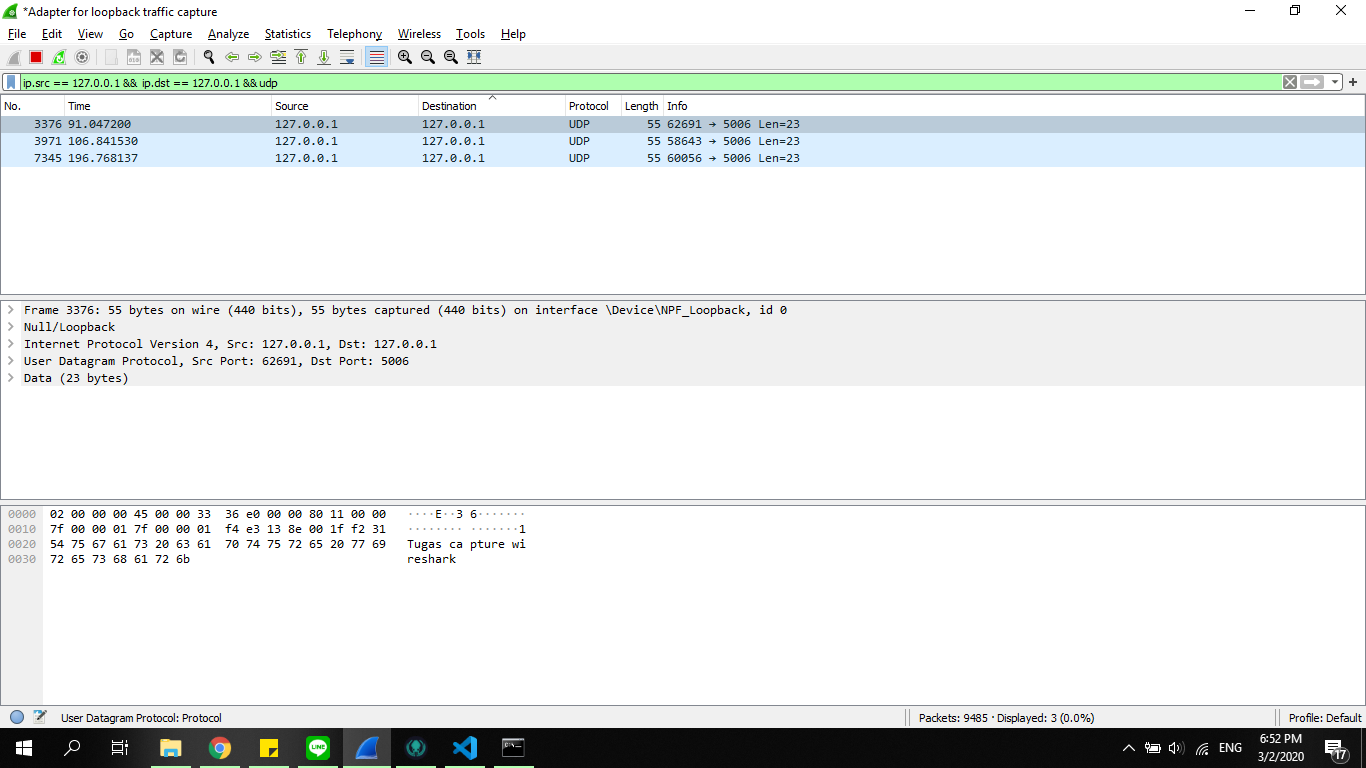 *Adapter for loopback traffic capture
File Edit View Go Capture Analyze Statistics Telephony Wireless Tools Help
ip.src == 127.0.0.1 && ip.dst == 127.0.0.1 && udp
No. Time Source Destination Protocol Length Info
3376 91.047200 127.0.0.1 127.0.0.1 UDP 55 62691 → 5006 Len=23
3971 106.841530 127.0.0.1 127.0.0.1 UDP 55 58643 → 5006 Len=23
7345 196.768137 127.0.0.1 127.0.0.1 UDP 55 60056 → 5006 Len=23
Frame 3376: 55 bytes on wire (440 bits), 55 bytes captured (440 bits) on interface \Device\NPF_Loopback, id 0
Null/Loopback
Internet Protocol Version 4, Src: 127.0.0.1, Dst: 127.0.0.1
User Datagram Protocol, Src Port: 62691, Dst Port: 5006
Data (23 bytes)
0000 02 00 00 00 45 00 00 33 36 e0 00 00 80 11 00 00 ····E··3 6·······
0010 7f 00 00 01 7f 00 00 01 f4 e3 13 8e 00 1f f2 31 ········ ·······1
0020 54 75 67 61 73 20 63 61 70 74 75 72 65 20 77 69 Tugas ca pture wi
0030 72 65 73 68 61 72 6b reshark
User Datagram Protocol: Protocol Packets: 9485 · Displayed: 3 (0.0%) Profile: Default
LINE
ENG
6:52 PM
3/2/2020
17